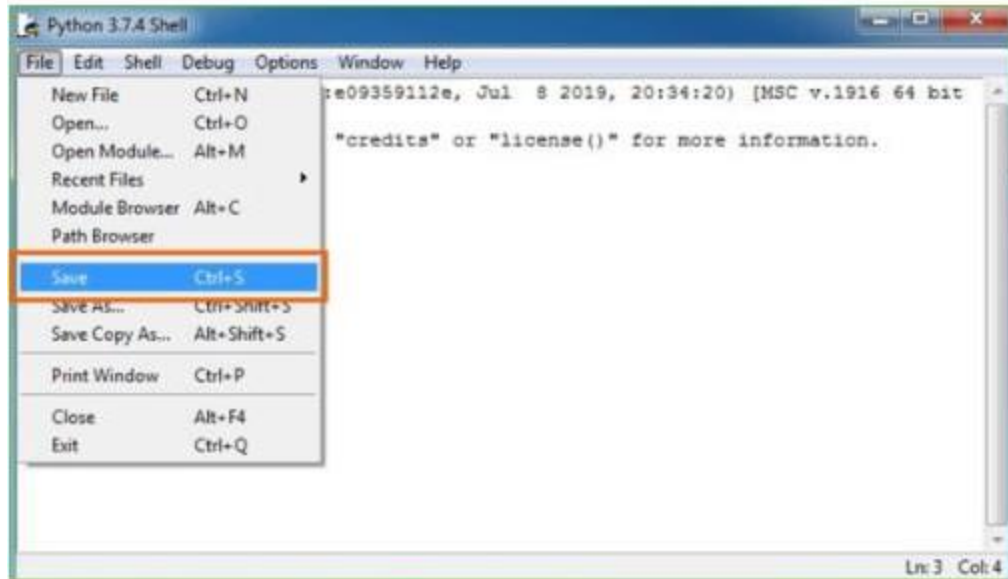 Python 3.7.4 Shell
File Edit Shell Debug Options Window Help
New File Ctrl+N
:e09359112e, Jul 8 2019, 20:34:20) [MSC v.1916 64 bit
Open... Ctrl+O
"credits" or "license()" for more information.
Open Module... Alt+M
Recent Files
Module Browser Alt+C
Path Browser
Save Ctrl+S
Save As... Ctrl+Shift+S
Save Copy As... Alt+Shift+S
Print Window Ctrl+P
Close Alt+F4
Exit Ctrl+Q
Ln: 3 Col: 4